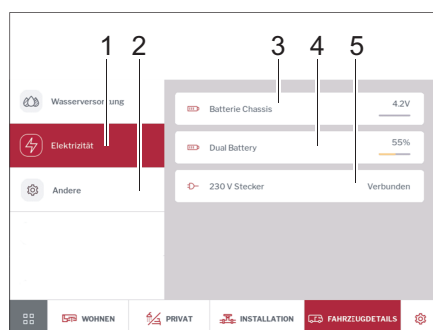 1 2 3 4 5
Wasserversorgung
Batterie Chassis 4.2V
Elektrizität
Dual Battery 55%
Andere
230 V Stecker Verbunden
WOHNEN PRIVAT INSTALLATION FAHRZEUGDETAILS